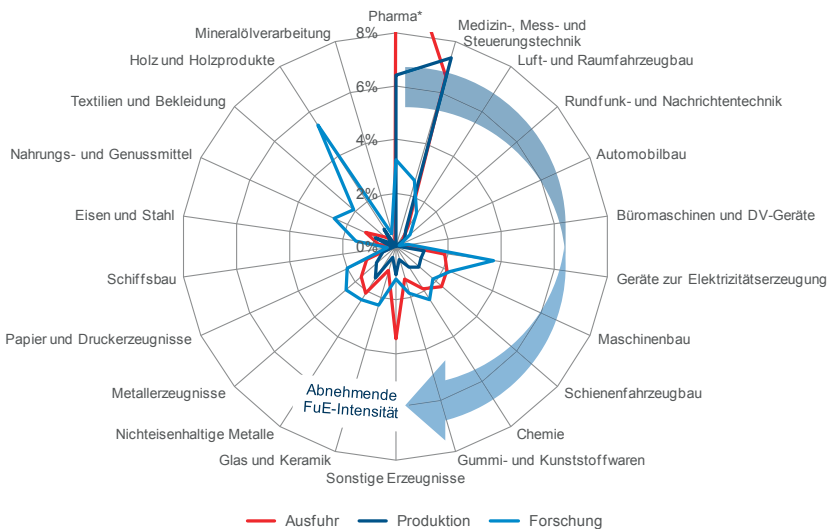 Pharma*
Medizin-, Mess- und
Steuerungstechnik
Luft- und Raumfahrzeugbau
Rundfunk- und Nachrichtentechnik
Automobilbau
Büromaschinen und DV-Geräte
Geräte zur Elektrizitätserzeugung
Maschinenbau
Schienenfahrzeugbau
Chemie
Gummi- und Kunststoffwaren
Sonstige Erzeugnisse
Glas und Keramik
Nichteisenhaltige Metalle
Metallerzeugnisse
Papier und Druckerzeugnisse
Schiffsbau
Eisen und Stahl
Nahrungs- und Genussmittel
Textilien und Bekleidung
Holz und Holzprodukte
Mineralölverarbeitung
8%
6%
4%
2%
0%
Abnehmende
FuE-Intensität
Ausfuhr
Produktion
Forschung